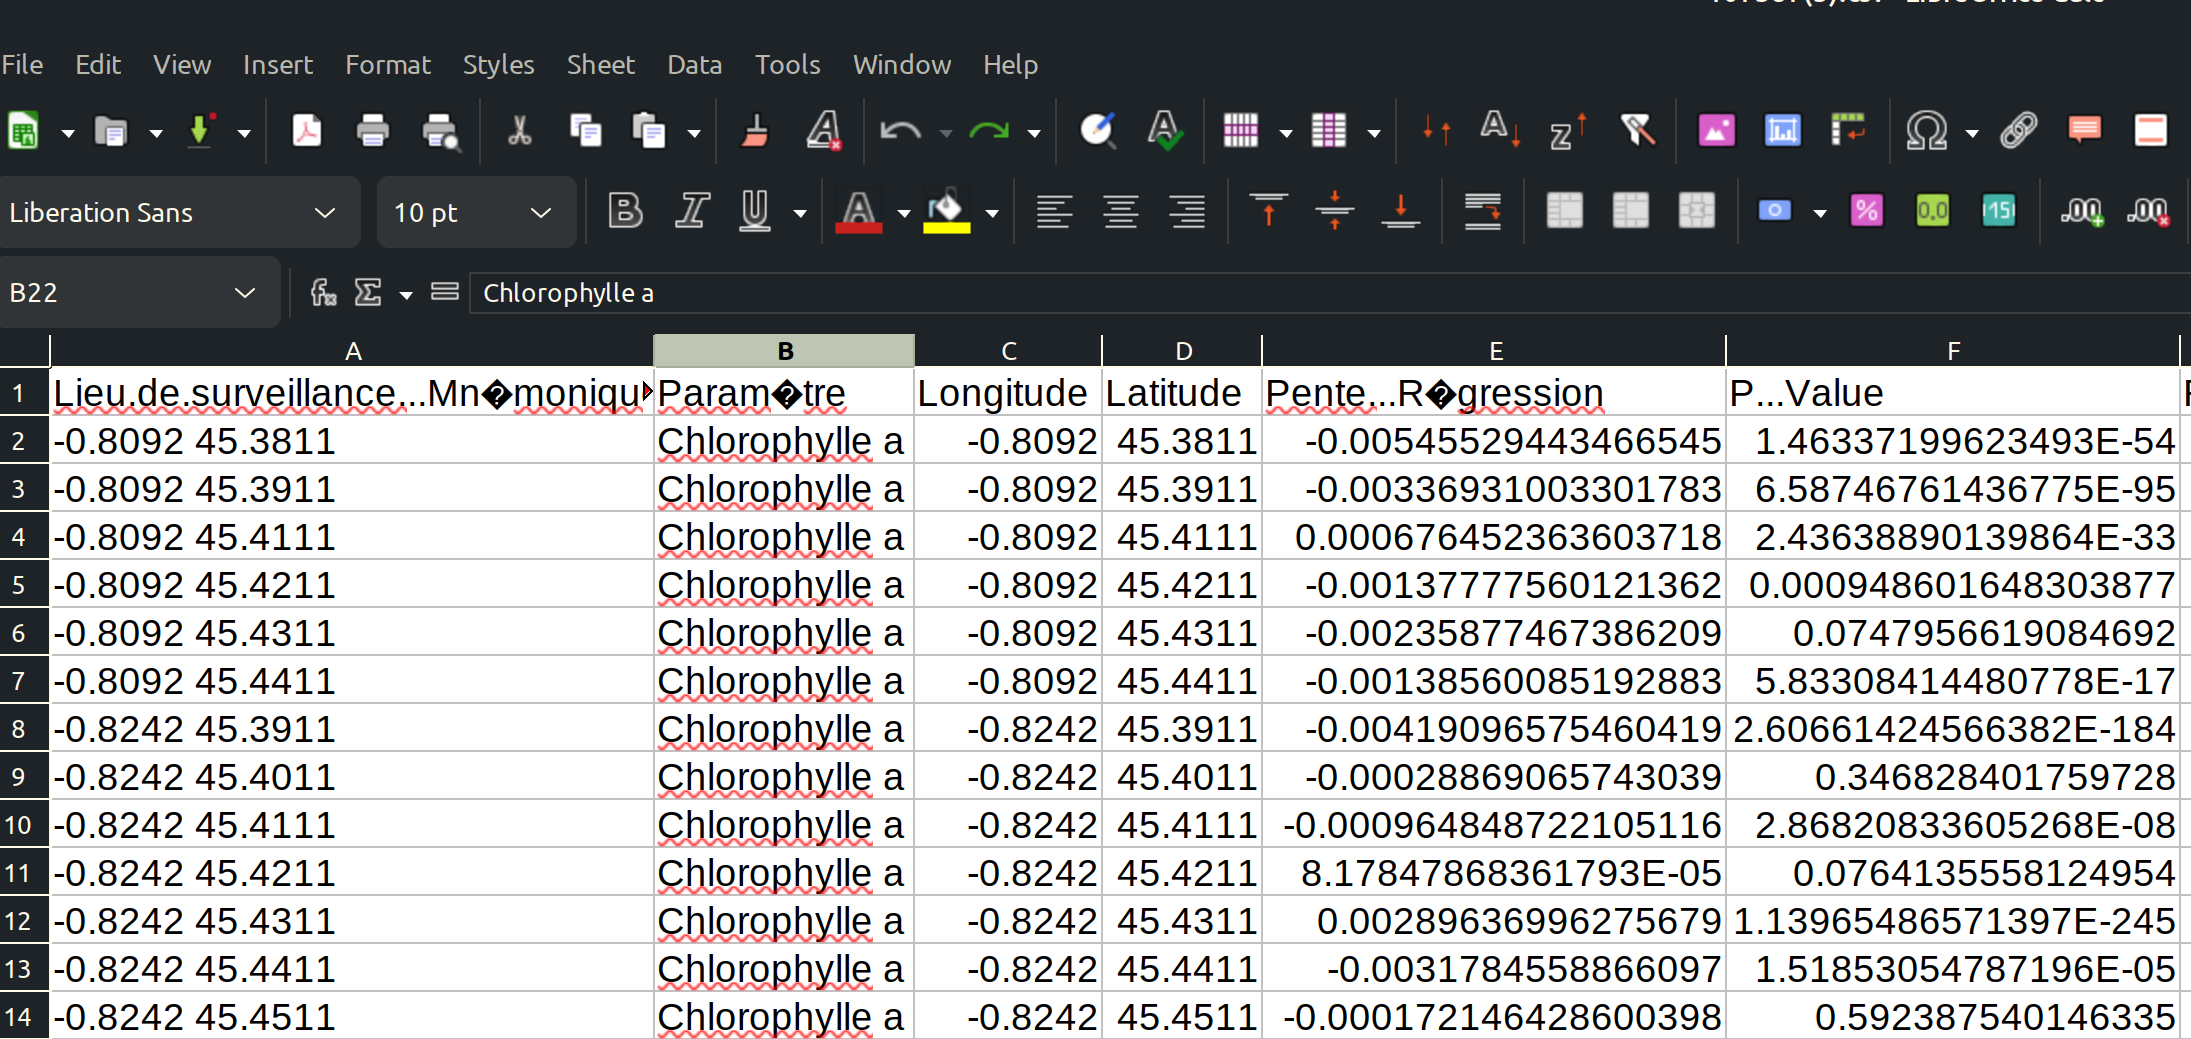 File Edit View Insert Format Styles Sheet Data Tools Window Help
Liberation Sans 10 pt
B22 Chlorophylle a
A B C D E F
1 Lieu.de.surveillance...Mn�moniqu Param�tre Longitude Latitude Pente...R�gression P...Value
2 -0.8092 45.3811 Chlorophylle a -0.8092 45.3811 -0.00545529443466545 1.46337199623493E-54
3 -0.8092 45.3911 Chlorophylle a -0.8092 45.3911 -0.00336931003301783 6.58746761436775E-95
4 -0.8092 45.4111 Chlorophylle a -0.8092 45.4111 0.000676452363603718 2.43638890139864E-33
5 -0.8092 45.4211 Chlorophylle a -0.8092 45.4211 -0.00137777560121362 0.000948601648303877
6 -0.8092 45.4311 Chlorophylle a -0.8092 45.4311 -0.00235877467386209 0.0747956619084692
7 -0.8092 45.4411 Chlorophylle a -0.8092 45.4411 -0.00138560085192883 5.83308414480778E-17
8 -0.8242 45.3911 Chlorophylle a -0.8242 45.3911 -0.00419096575460419 2.60661424566382E-184
9 -0.8242 45.4011 Chlorophylle a -0.8242 45.4011 -0.00028869065743039 0.346828401759728
10 -0.8242 45.4111 Chlorophylle a -0.8242 45.4111 -0.000964848722105116 2.86820833605268E-08
11 -0.8242 45.4211 Chlorophylle a -0.8242 45.4211 8.17847868361793E-05 0.0764135558124954
12 -0.8242 45.4311 Chlorophylle a -0.8242 45.4311 0.00289636996275679 1.13965486571397E-245
13 -0.8242 45.4411 Chlorophylle a -0.8242 45.4411 -0.0031784558866097 1.51853054787196E-05
14 -0.8242 45.4511 Chlorophylle a -0.8242 45.4511 -0.000172146428600398 0.592387540146335